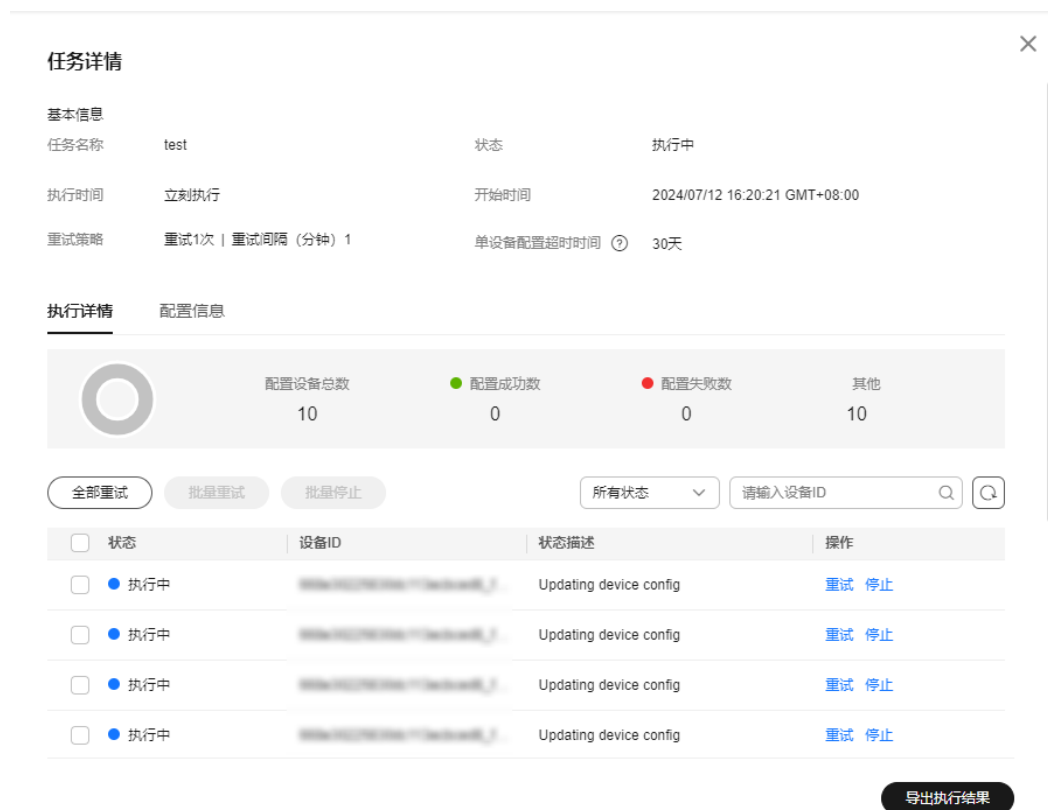 任务详情
基本信息
任务名称 test 状态 执行中
执行时间 立刻执行 开始时间 2024/07/12 16:20:21 GMT+08:00
重试策略 重试1次 | 重试间隔（分钟）1 单设备配置超时时间 ? 30天
执行详情 配置信息
配置设备总数 配置成功数 配置失败数 其他
10 0 0 10
全部重试 批量重试 批量停止 所有状态 请输入设备ID
状态 设备ID 状态描述 操作
执行中 Updating device config 重试 停止
执行中 Updating device config 重试 停止
执行中 Updating device config 重试 停止
执行中 Updating device config 重试 停止
导出执行结果